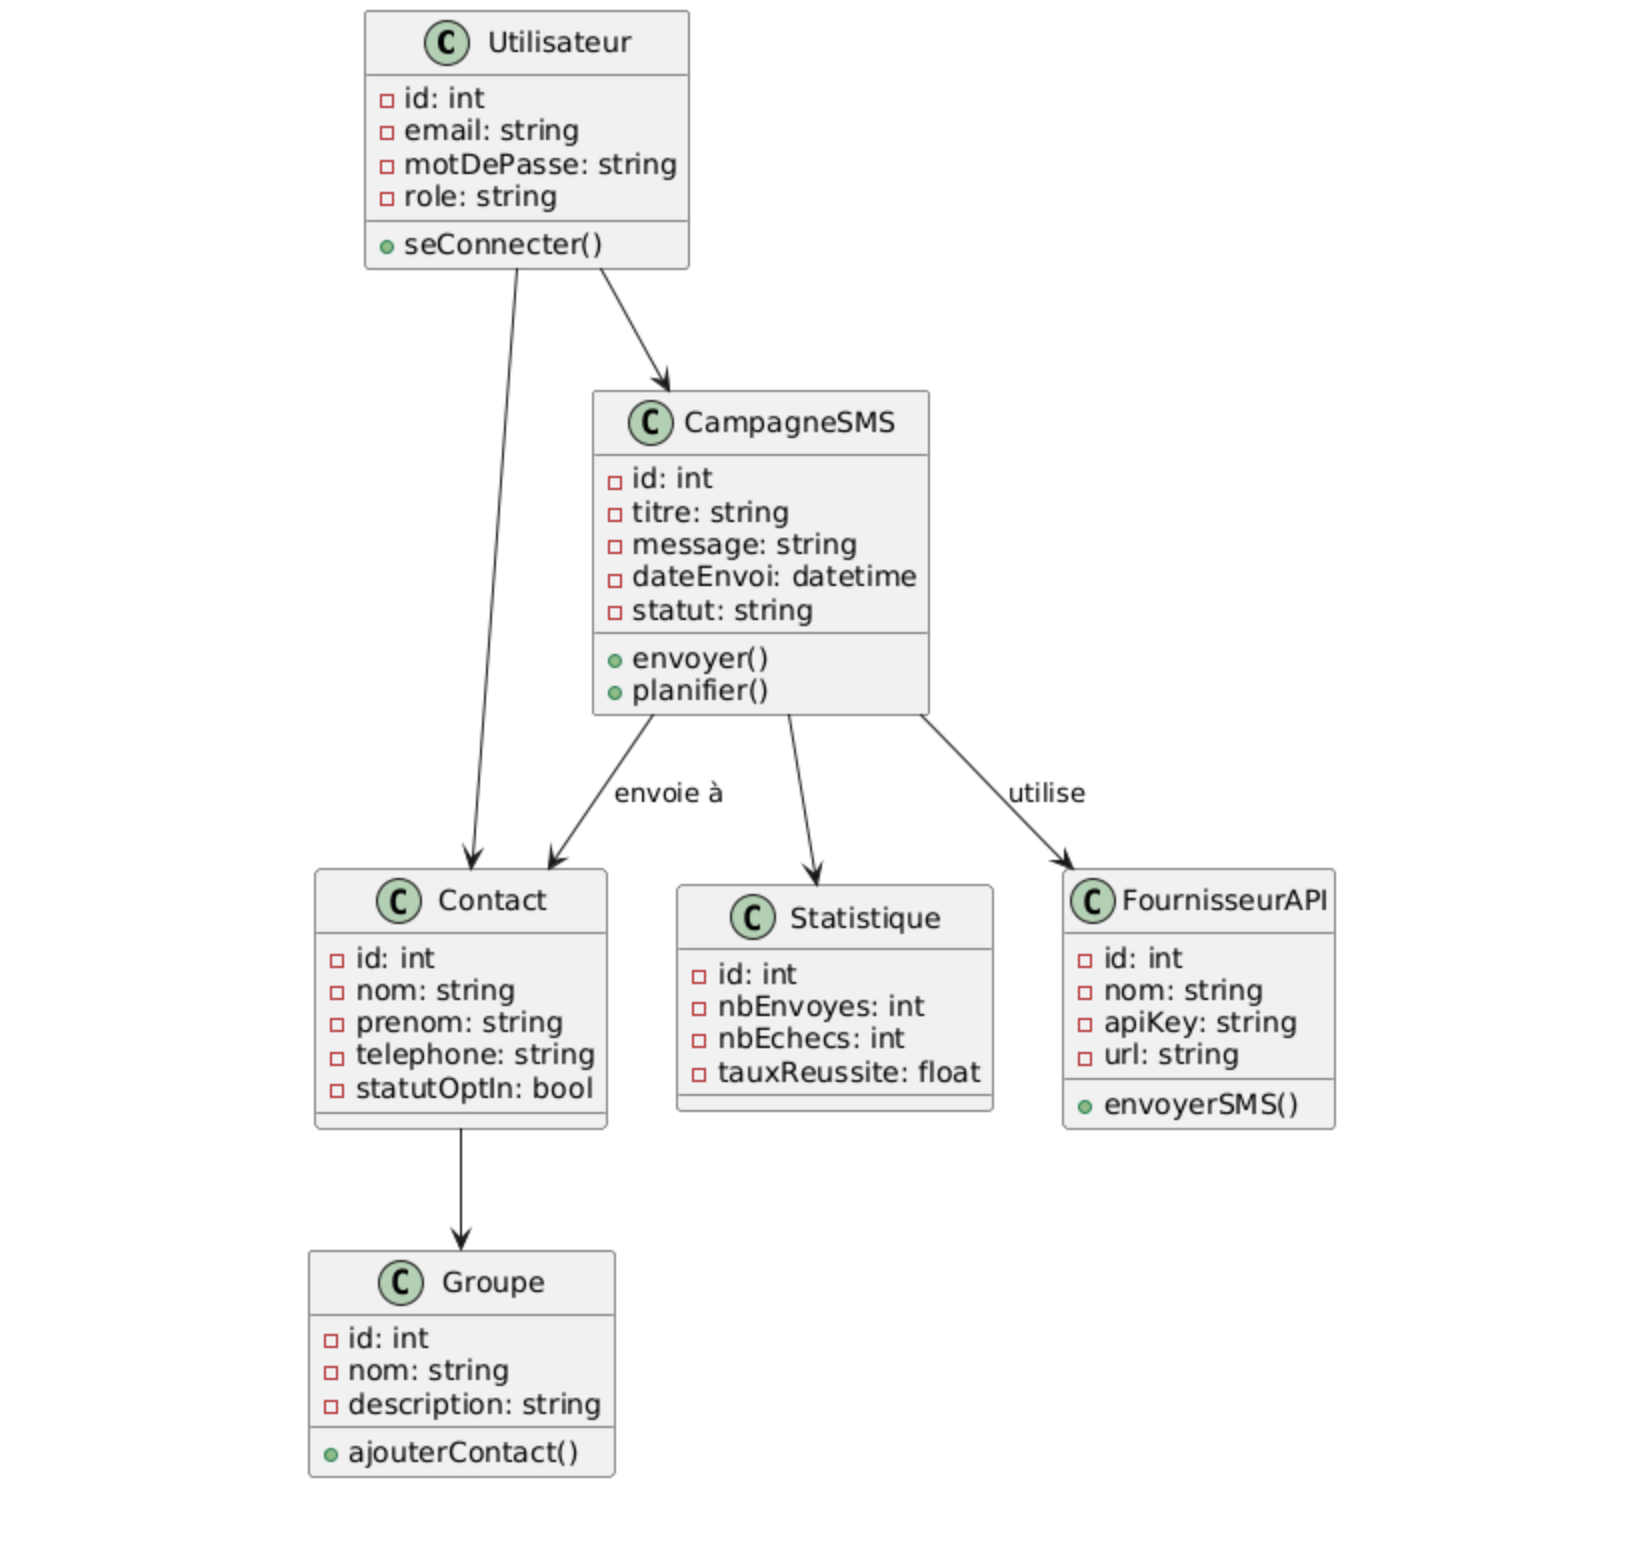 C Utilisateur
id: int
email: string
motDePasse: string
role: string
seConnecter()
C CampagneSMS
id: int
titre: string
message: string
dateEnvoi: datetime
statut: string
envoyer()
planifier()
envoie à
utilise
C Contact
id: int
nom: string
prenom: string
telephone: string
statutOptIn: bool
C Statistique
id: int
nbEnvoyes: int
nbEchecs: int
tauxReussite: float
C FournisseurAPI
id: int
nom: string
apiKey: string
url: string
envoyerSMS()
C Groupe
id: int
nom: string
description: string
ajouterContact()